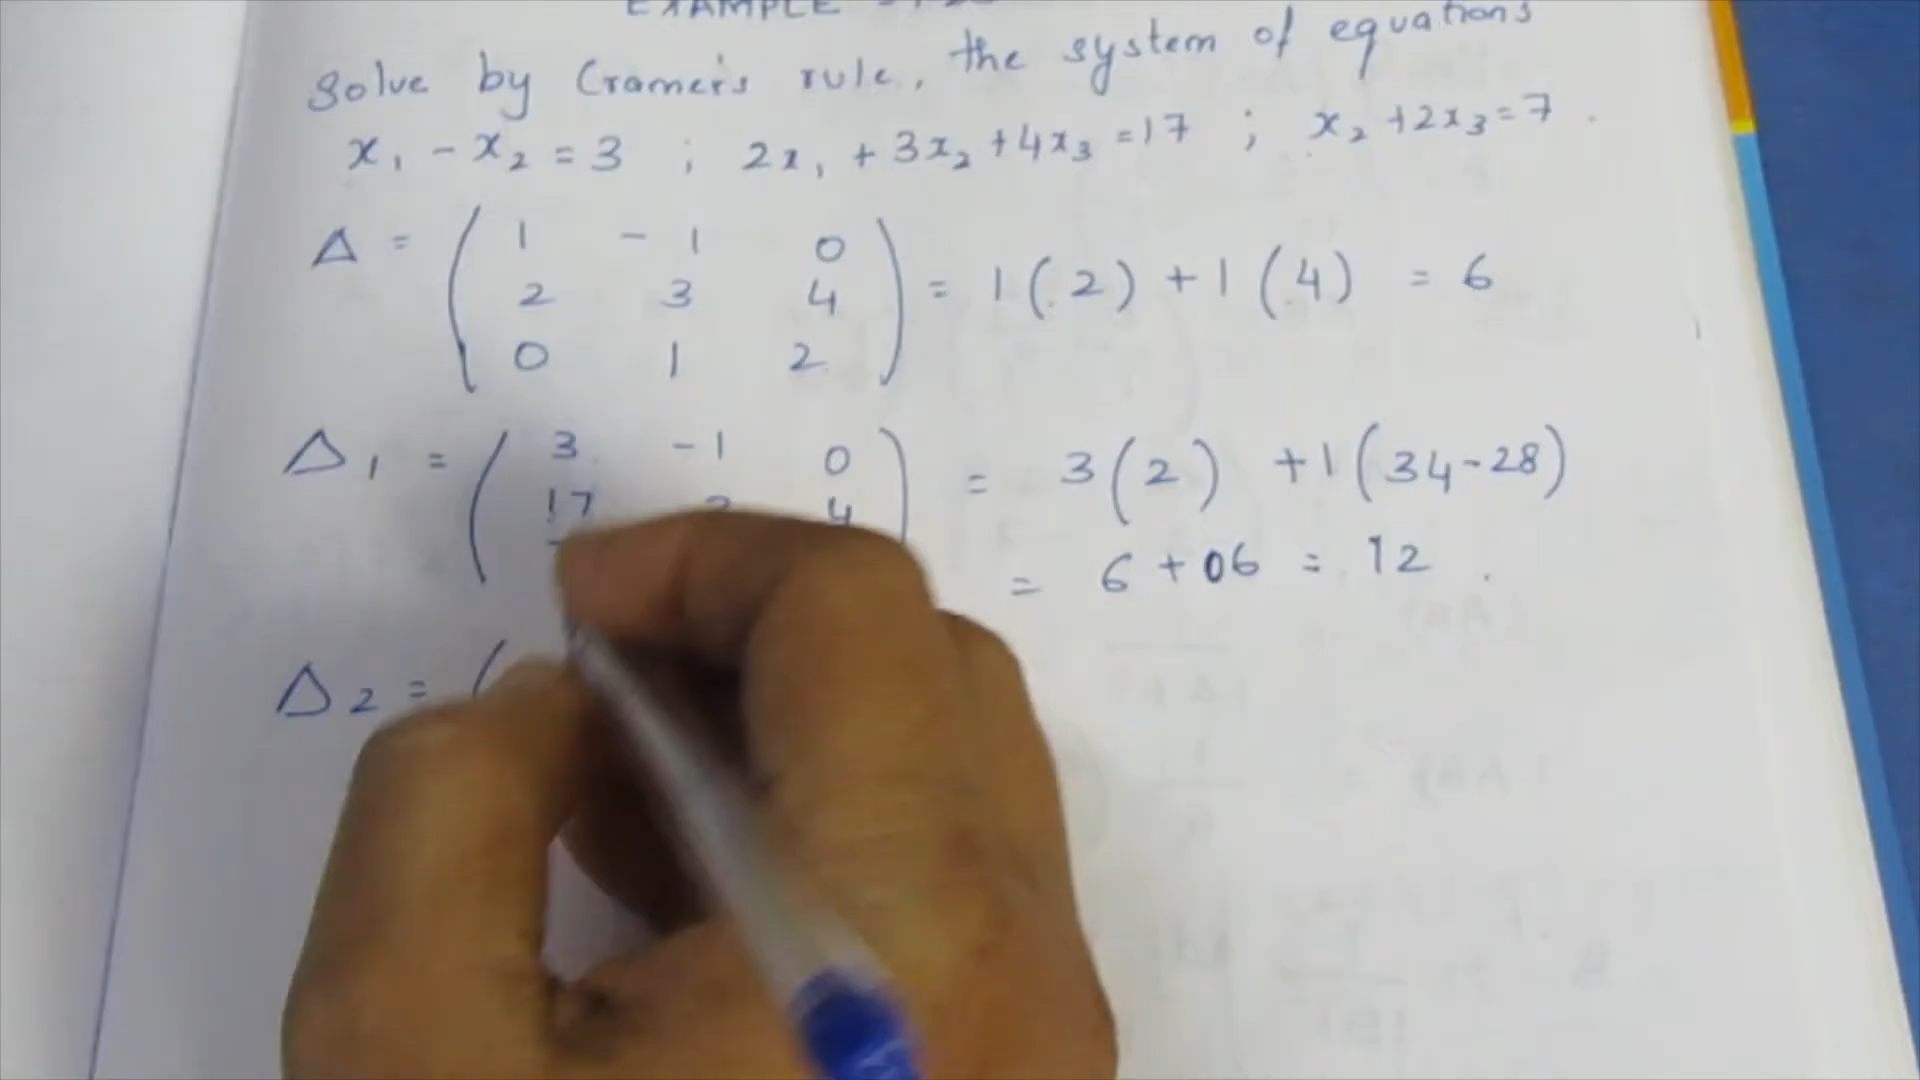 EXAMPLE
Solve by Cramer's rule, the system of equations
x₁ - x₂ = 3 ; 2x₁ + 3x₂ + 4x₃ = 17 ; x₂ + 2x₃ = 7 .
Δ = ( 1 - 1 0
2 3 4 ) = 1 ( 2 ) + 1 ( 4 ) = 6
0 1 2
Δ₁ = ( 3 - 1 0 ) = 3 ( 2 ) + 1 ( 34 - 28 )
17 4
= 6 + 06 = 12 .
Δ₂ = (